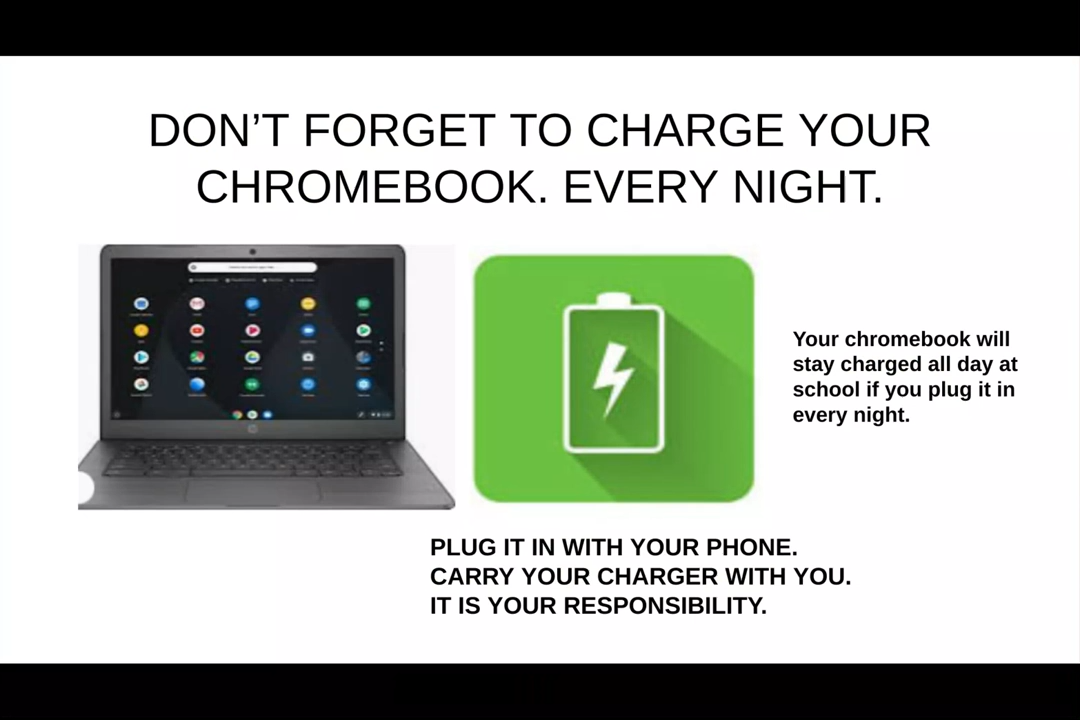 DON’T FORGET TO CHARGE YOUR
CHROMEBOOK. EVERY NIGHT.
Your chromebook will
stay charged all day at
school if you plug it in
every night.
PLUG IT IN WITH YOUR PHONE.
CARRY YOUR CHARGER WITH YOU.
IT IS YOUR RESPONSIBILITY.